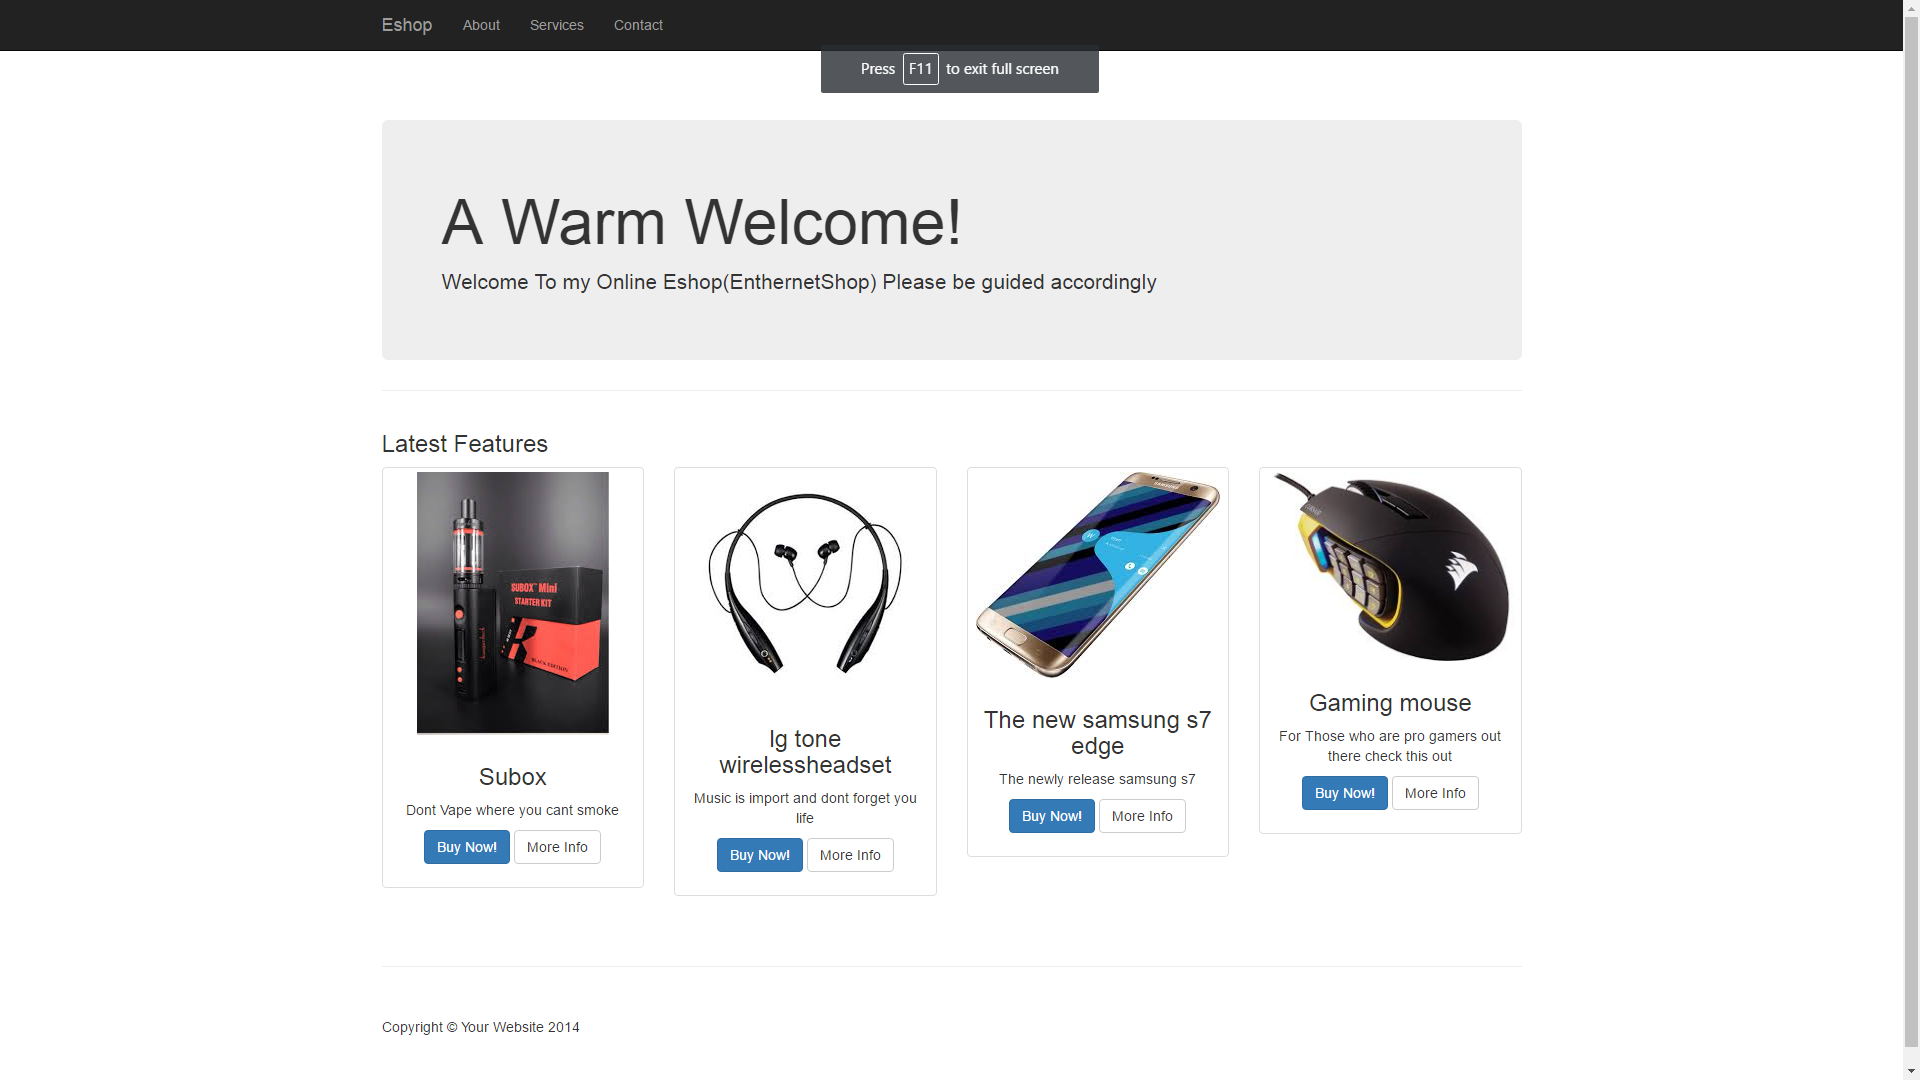 Eshop About Services Contact
Press F11 to exit full screen
A Warm Welcome!
Welcome To my Online Eshop(EnthernetShop) Please be guided accordingly
Latest Features
SUBOX™ Mini
STARTER KIT
BLACK EDITION
Subox
Dont Vape where you cant smoke
Buy Now! More Info
lg tone
wirelessheadset
Music is import and dont forget you
life
Buy Now! More Info
SAMSUNG
The new samsung s7
edge
The newly release samsung s7
Buy Now! More Info
Gaming mouse
For Those who are pro gamers out
there check this out
Buy Now! More Info
Copyright © Your Website 2014